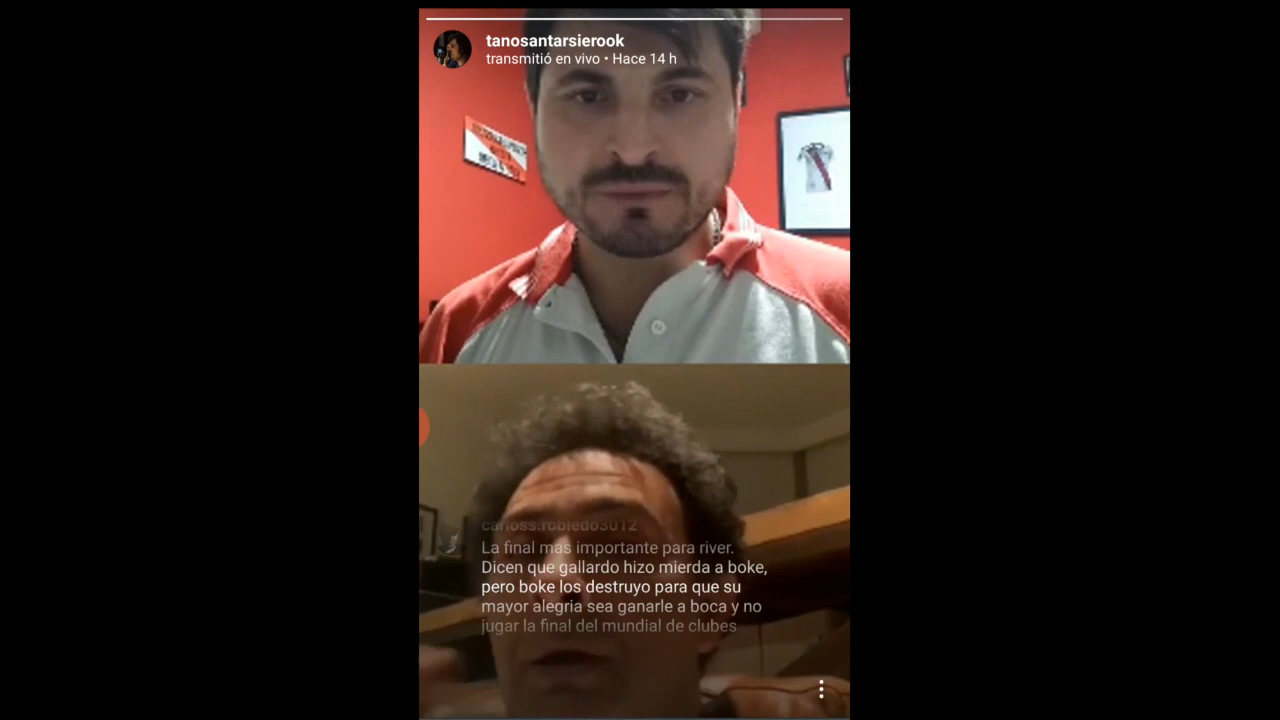 tanosantarsierook
transmitió en vivo • Hace 14 h
carloss.robledo3012
La final mas importante para river.
Dicen que gallardo hizo mierda a boke,
pero boke los destruyo para que su
mayor alegria sea ganarle a boca y no
jugar la final del mundial de clubes